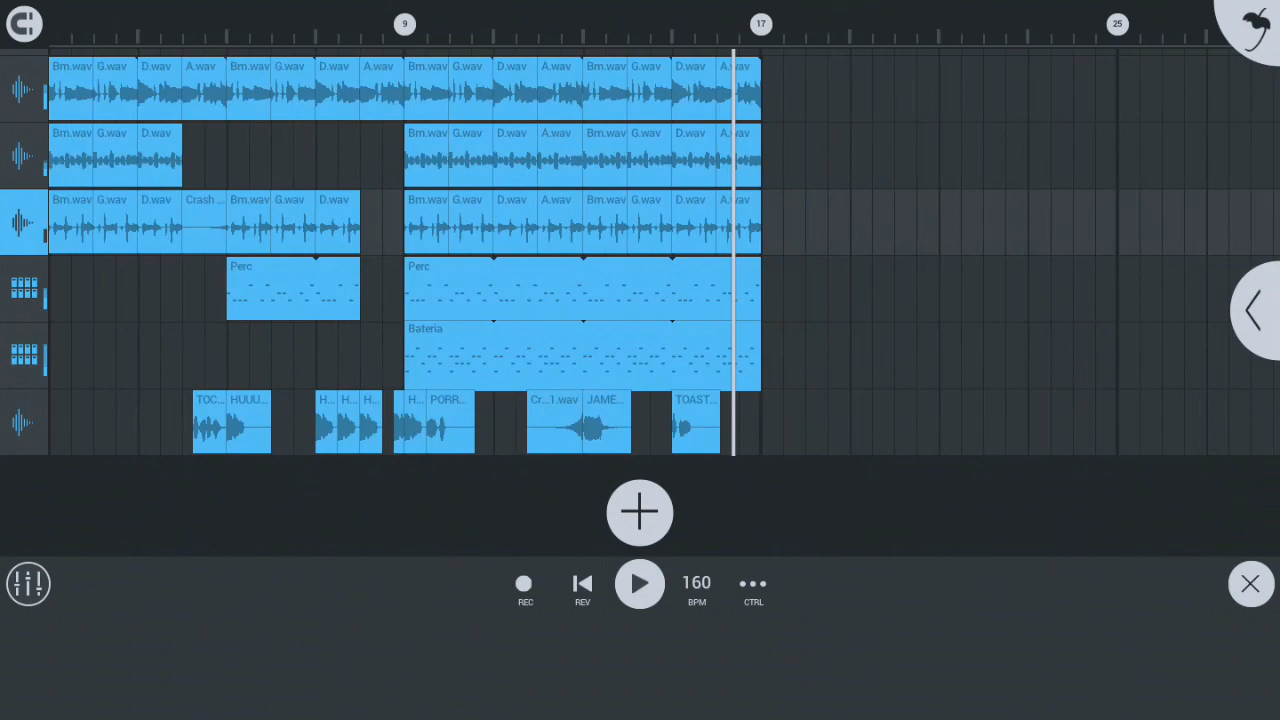 9 17 25
Bm.wav G.wav D.wav A.wav Bm.wav G.wav D.wav A.wav Bm.wav G.wav D.wav A.wav Bm.wav G.wav D.wav A.wav
Bm.wav G.wav D.wav Bm.wav G.wav D.wav A.wav Bm.wav G.wav D.wav A.wav
Bm.wav G.wav D.wav Crash ... Bm.wav G.wav D.wav Bm.wav G.wav D.wav A.wav Bm.wav G.wav D.wav A.wav
Perc Perc
Bateria
TOC... HUUU... H... H... H... H... PORR... Cr...1.wav JAME... TOAST...
160
REC REV BPM CTRL